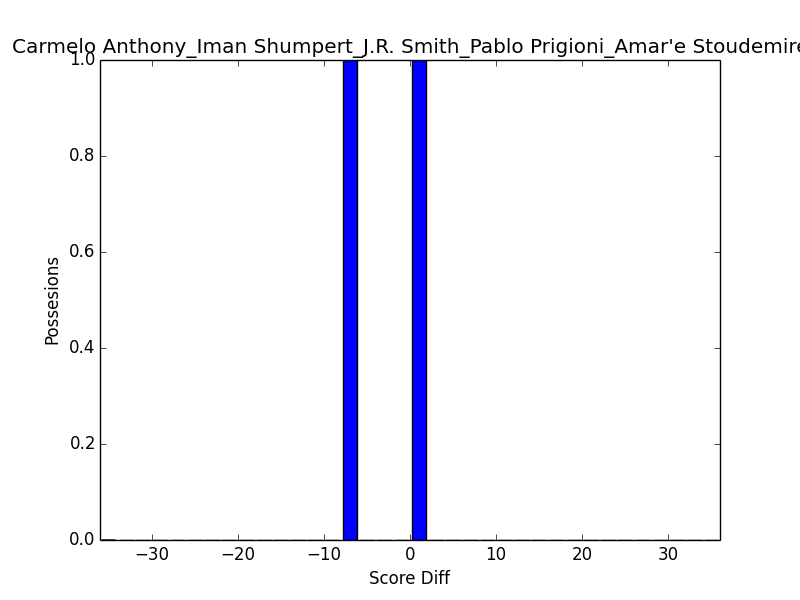 Carmelo Anthony_Iman Shumpert_J.R. Smith_Pablo Prigioni_Amar'e Stoudemire
1.0
0.8
0.6
0.4
0.2
0.0
Possesions
−30 −20 −10 0 10 20 30
Score Diff